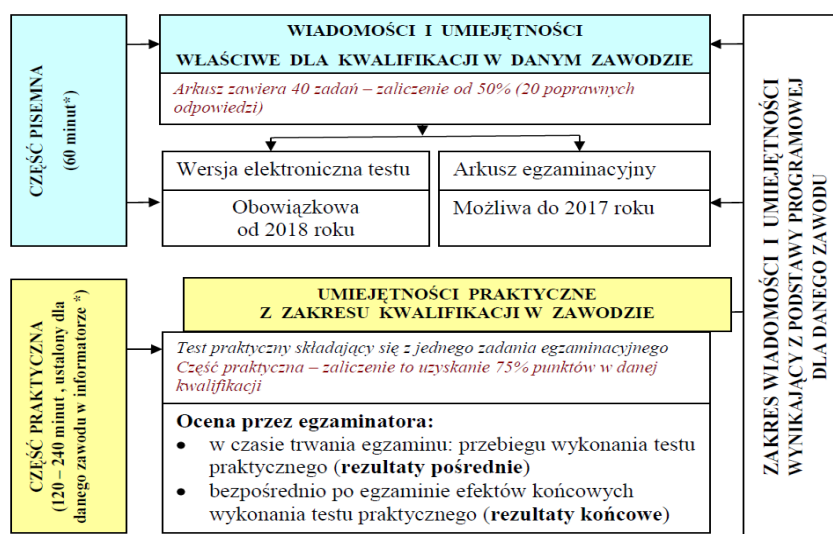 CZĘŚĆ PISEMNA
(60 minut*)
WIADOMOŚCI I UMIEJĘTNOŚCI
WŁAŚCIWE DLA KWALIFIKACJI W DANYM ZAWODZIE
Arkusz zawiera 40 zadań – zaliczenie od 50% (20 poprawnych
odpowiedzi)
Wersja elektroniczna testu
Obowiązkowa
od 2018 roku
Arkusz egzaminacyjny
Możliwa do 2017 roku
CZĘŚĆ PRAKTYCZNA
(120 – 240 minut , ustalony dla
danego zawodu w informatorze *)
UMIEJĘTNOŚCI PRAKTYCZNE
Z ZAKRESU KWALIFIKACJI W ZAWODZIE
Test praktyczny składający się z jednego zadania egzaminacyjnego
Część praktyczna – zaliczenie to uzyskanie 75% punktów w danej
kwalifikacji
Ocena przez egzaminatora:
• w czasie trwania egzaminu: przebiegu wykonania testu
praktycznego (rezultaty pośrednie)
• bezpośrednio po egzaminie efektów końcowych
wykonania testu praktycznego (rezultaty końcowe)
ZAKRES WIADOMOŚCI I UMIEJĘTNOŚCI
WYNIKAJĄCY Z PODSTAWY PROGRAMOWEJ
DLA DANEGO ZAWODU